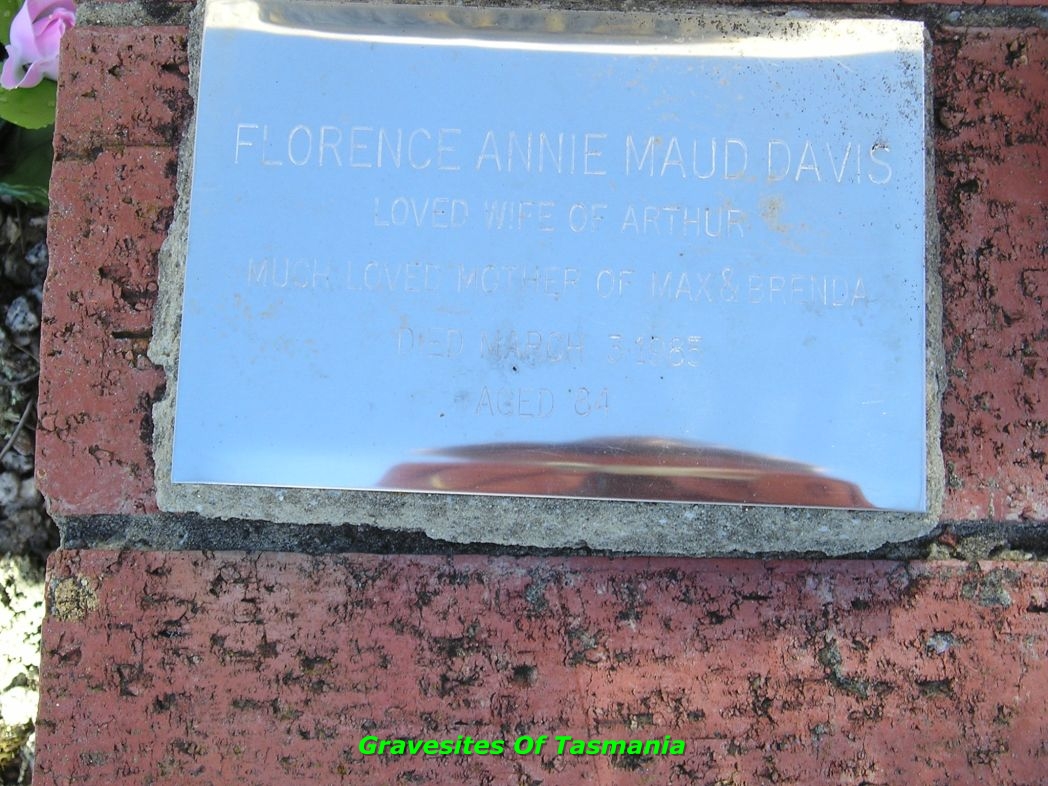 FLORENCE ANNIE MAUD DAVIS
LOVED WIFE OF ARTHUR
MUCH LOVED MOTHER OF MAX & BRENDA
DIED MARCH 3·1985
AGED 84
Gravesites Of Tasmania